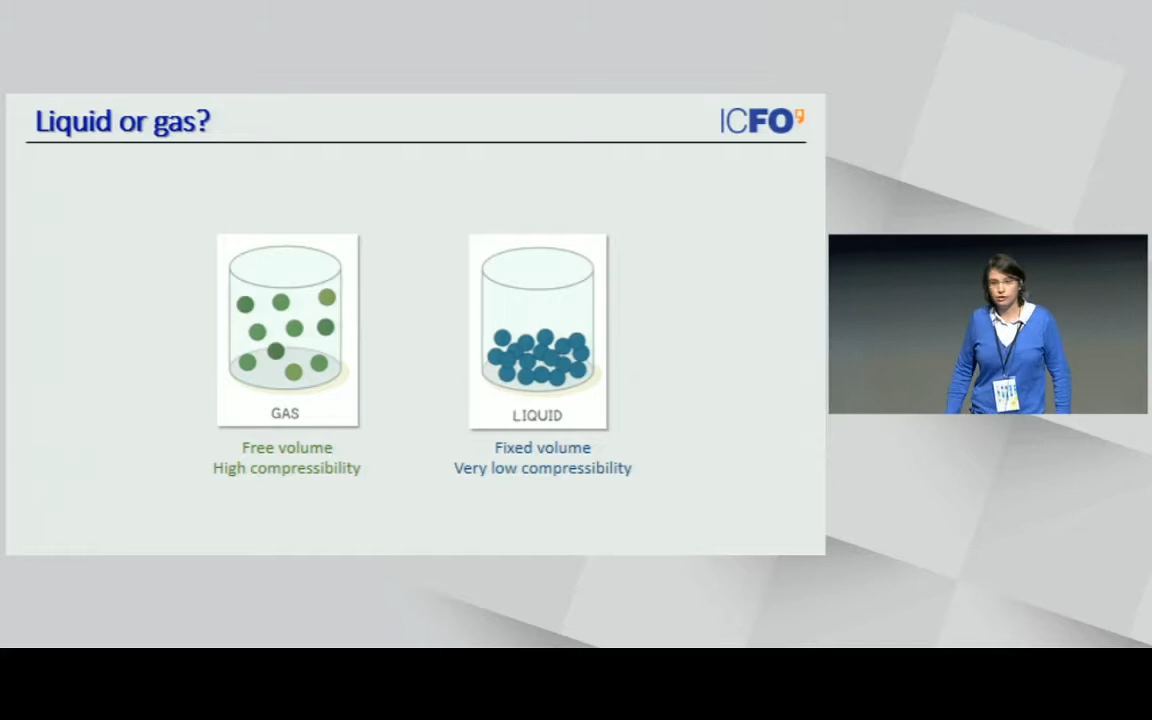 Liquid or gas?
ICFO
GAS
LIQUID
Free volume
High compressibility
Fixed volume
Very low compressibility